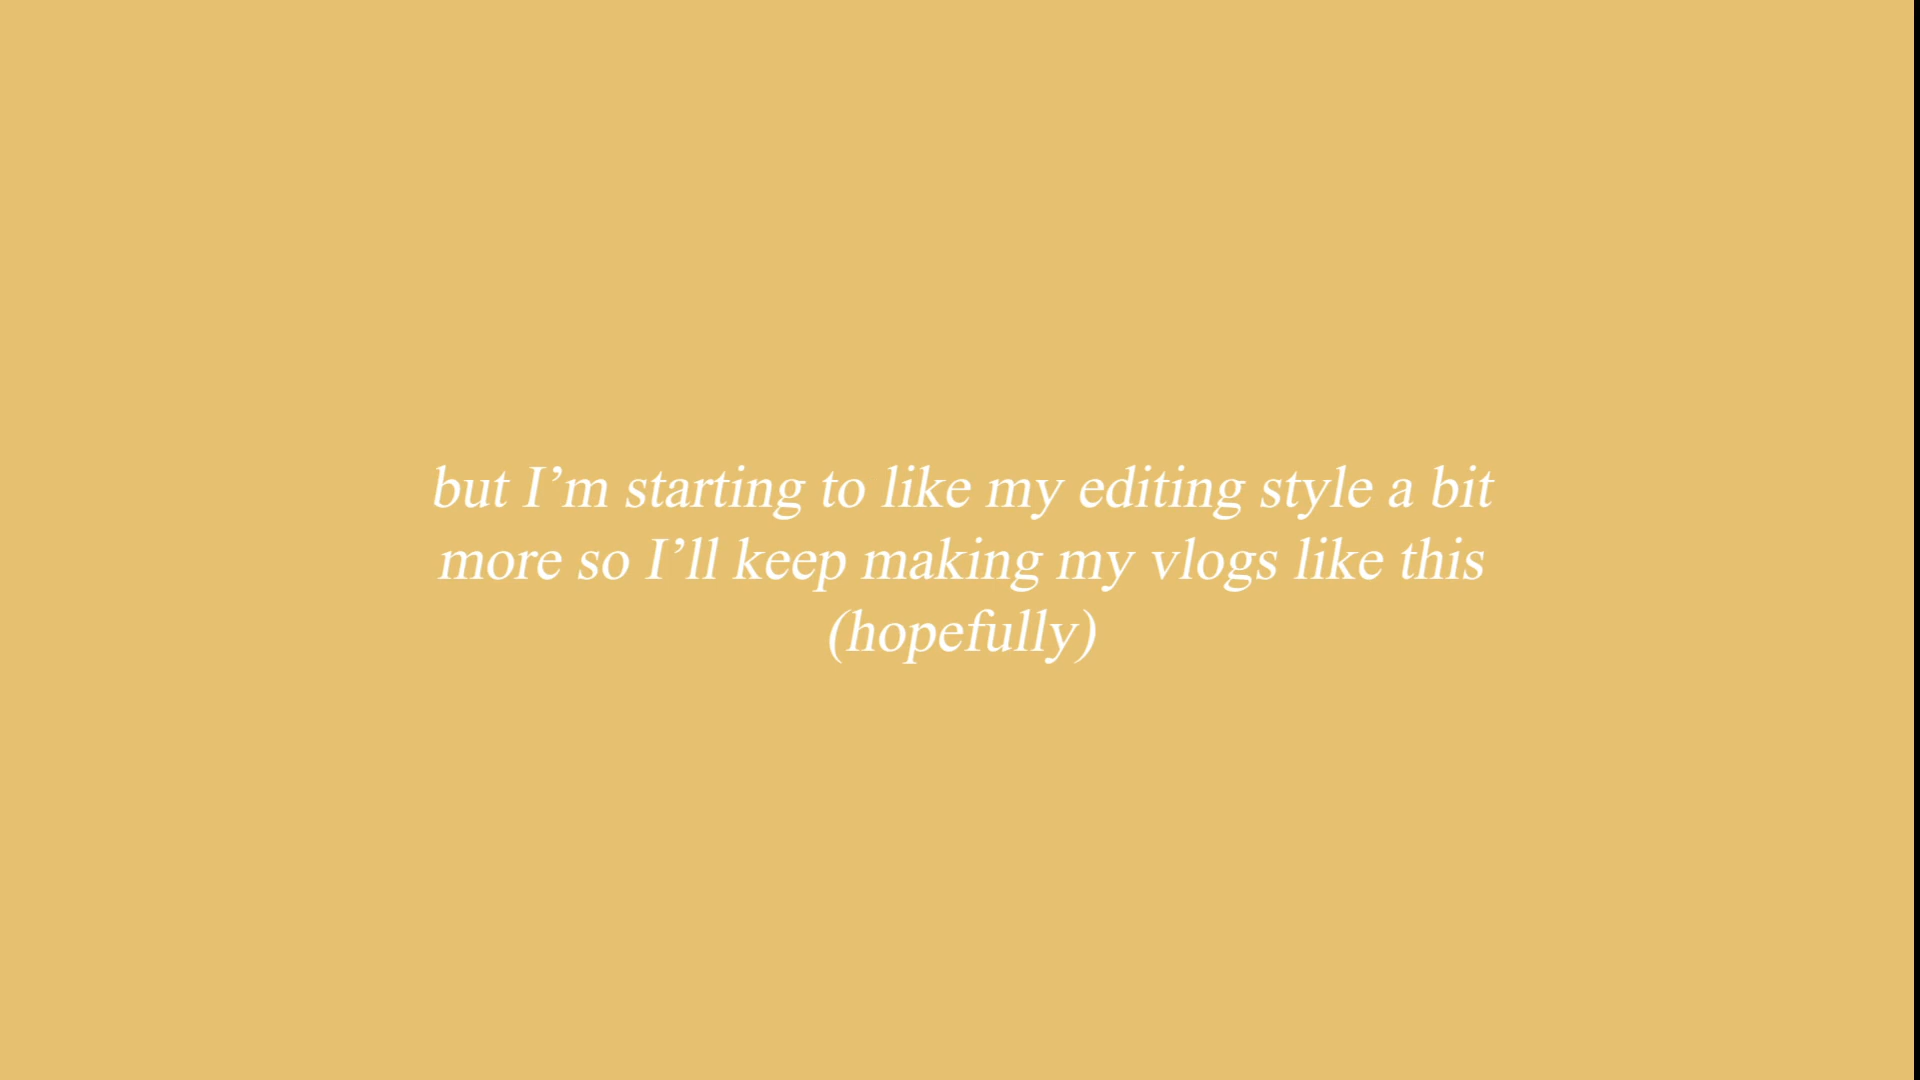 but I’m starting to like my editing style a bit
more so I’ll keep making my vlogs like this
(hopefully)